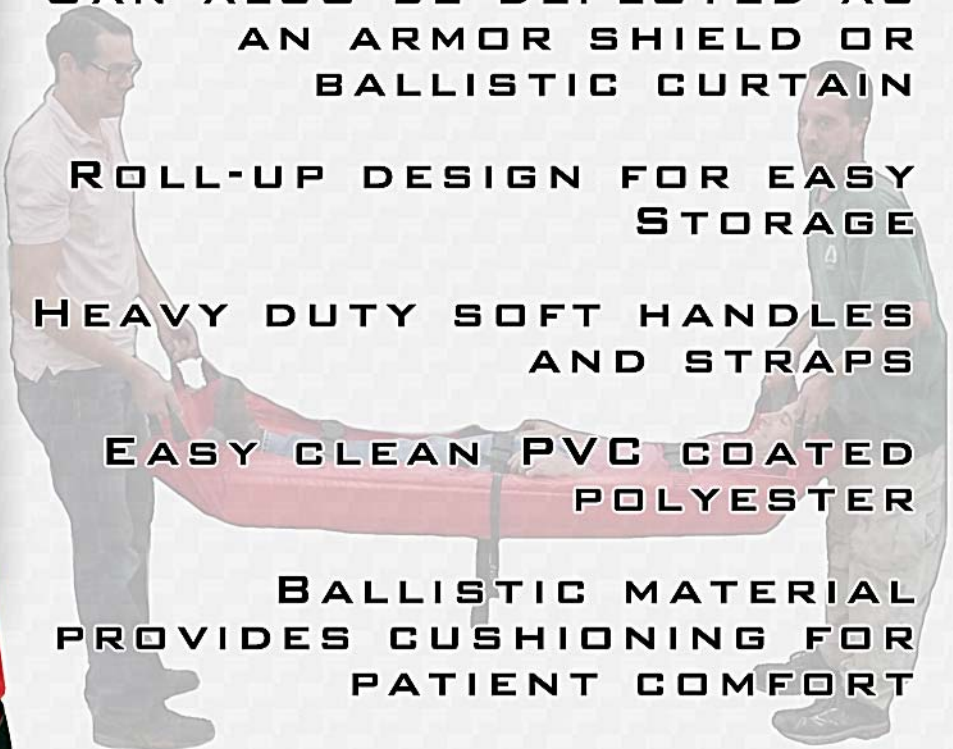 AN ARMOR SHIELD OR
BALLISTIC CURTAIN
ROLL-UP DESIGN FOR EASY
STORAGE
HEAVY DUTY SOFT HANDLES
AND STRAPS
EASY CLEAN PVC COATED
POLYESTER
BALLISTIC MATERIAL
PROVIDES CUSHIONING FOR
PATIENT COMFORT